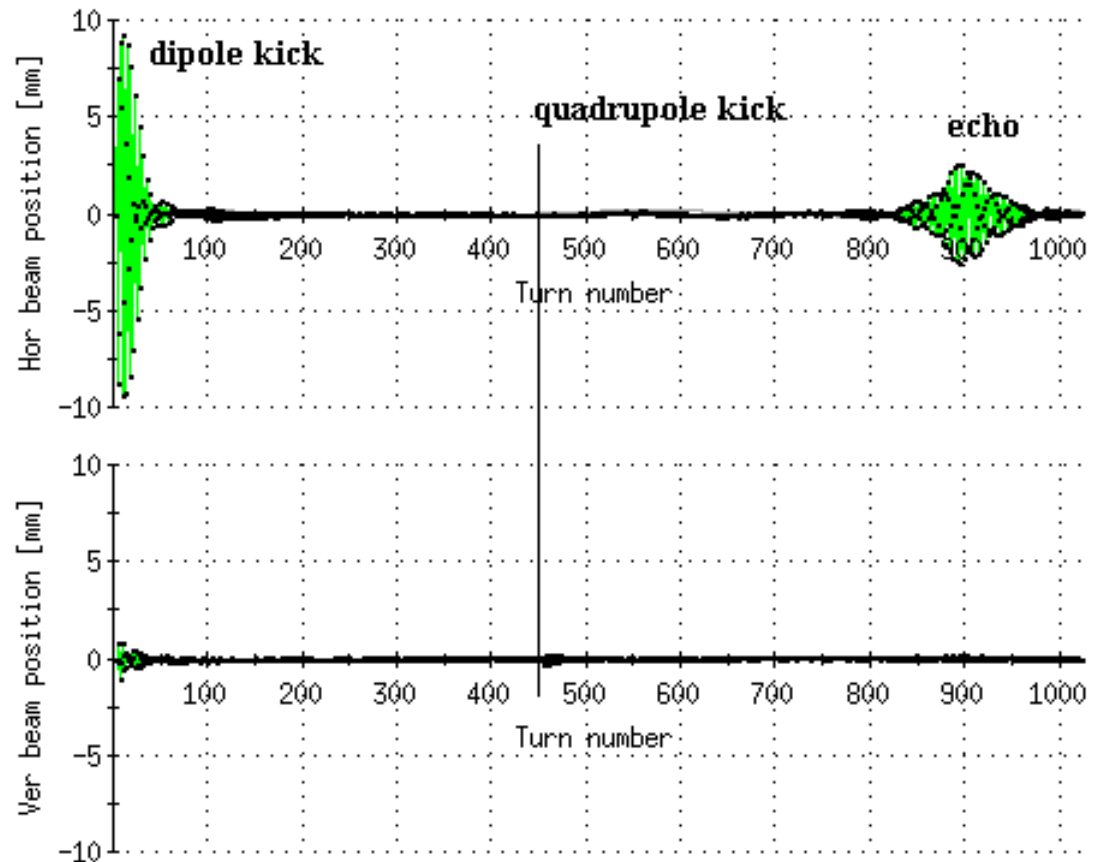 10
dipole kick
5
quadrupole kick
echo
0
100 200 300 400 500 600 700 800 900 1000
Turn number
-5
-10
Hor beam position [mm]
10
5
0
100 200 300 400 500 600 700 800 900 1000
Turn number
-5
-10
Ver beam position [mm]